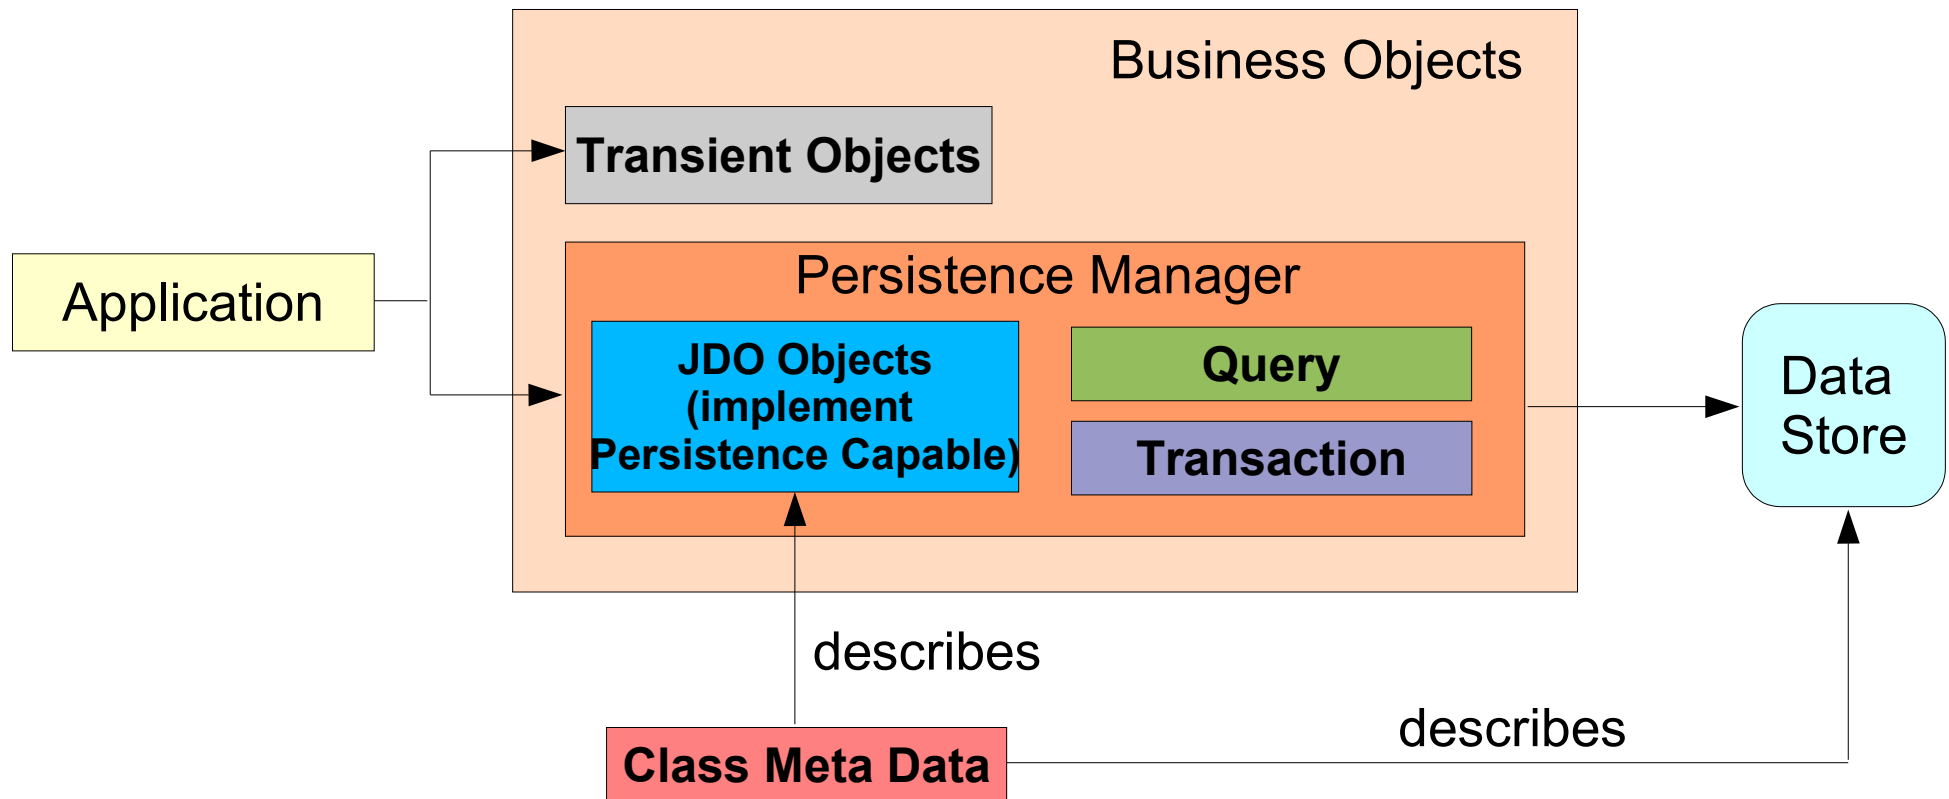 Business Objects
Transient Objects
Application
Persistence Manager
JDO Objects
(implement
Persistence Capable)
Query
Transaction
Data
Store
describes
describes
Class Meta Data